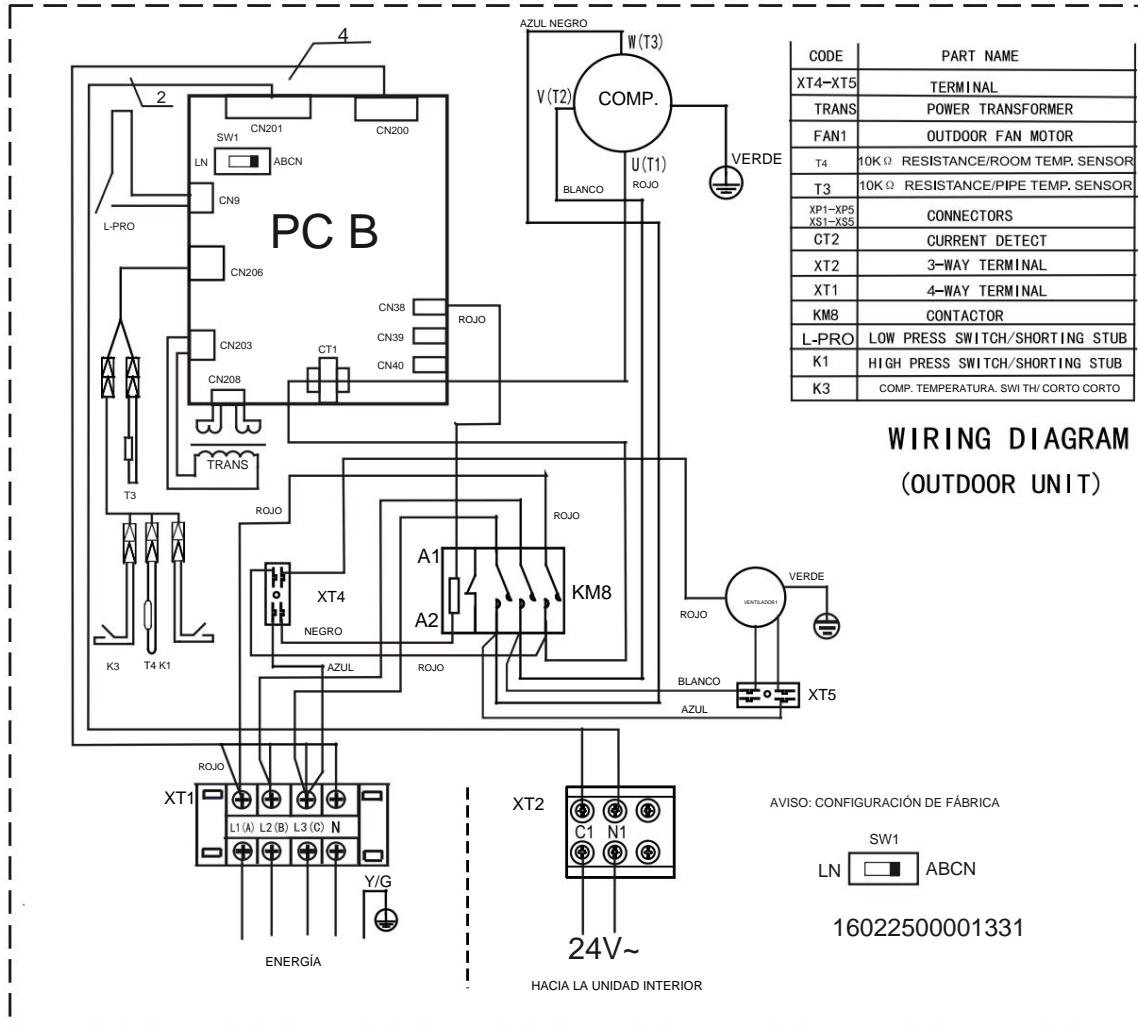 AZUL NEGRO
4
W(T3)
2
V(T2)
COMP.
CN201
CN200
SW1
LN
ABCN
U(T1)
VERDE
BLANCO
ROJO
CN9
L-PRO
PC B
CN206
CN38
ROJO
CN203
CT1
CN39
CN40
CN208
TRANS
T3
CODE PART NAME
XT4-XT5 TERMINAL
TRANS POWER TRANSFORMER
FAN1 OUTDOOR FAN MOTOR
T4 10KΩ RESISTANCE/ROOM TEMP. SENSOR
T3 10KΩ RESISTANCE/PIPE TEMP. SENSOR
XP1-XP5
XS1-XS5 CONNECTORS
CT2 CURRENT DETECT
XT2 3-WAY TERMINAL
XT1 4-WAY TERMINAL
KM8 CONTACTOR
L-PRO LOW PRESS SWITCH/SHORTING STUB
K1 HIGH PRESS SWITCH/SHORTING STUB
K3 COMP. TEMPERATURA. SWI TH/ CORTO CORTO
WIRING DIAGRAM
(OUTDOOR UNIT)
ROJO
ROJO
A1
XT4
KM8
A2
NEGRO
VERDE
VENTILADOR1
ROJO
K3
T4 K1
AZUL
ROJO
BLANCO
XT5
AZUL
ROJO
XT1
L1(A) L2(B) L3(C) N
Y/G
ENERGÍA
XT2
C1 N1
24V~
HACIA LA UNIDAD INTERIOR
AVISO: CONFIGURACIÓN DE FÁBRICA
SW1
LN
ABCN
16022500001331